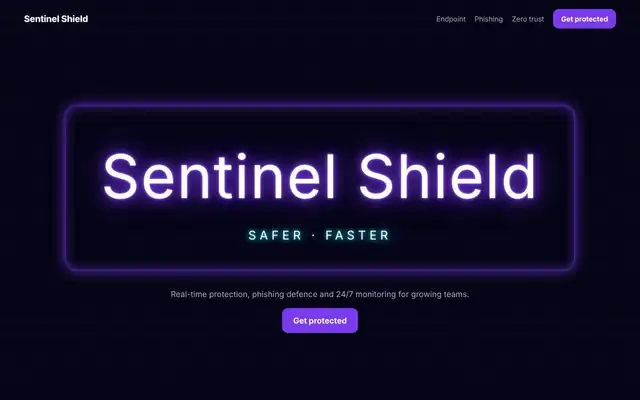 Sentinel Shield
Endpoint Phishing Zero trust Get protected
Sentinel Shield
SAFER · FASTER
Real-time protection, phishing defence and 24/7 monitoring for growing teams.
Get protected